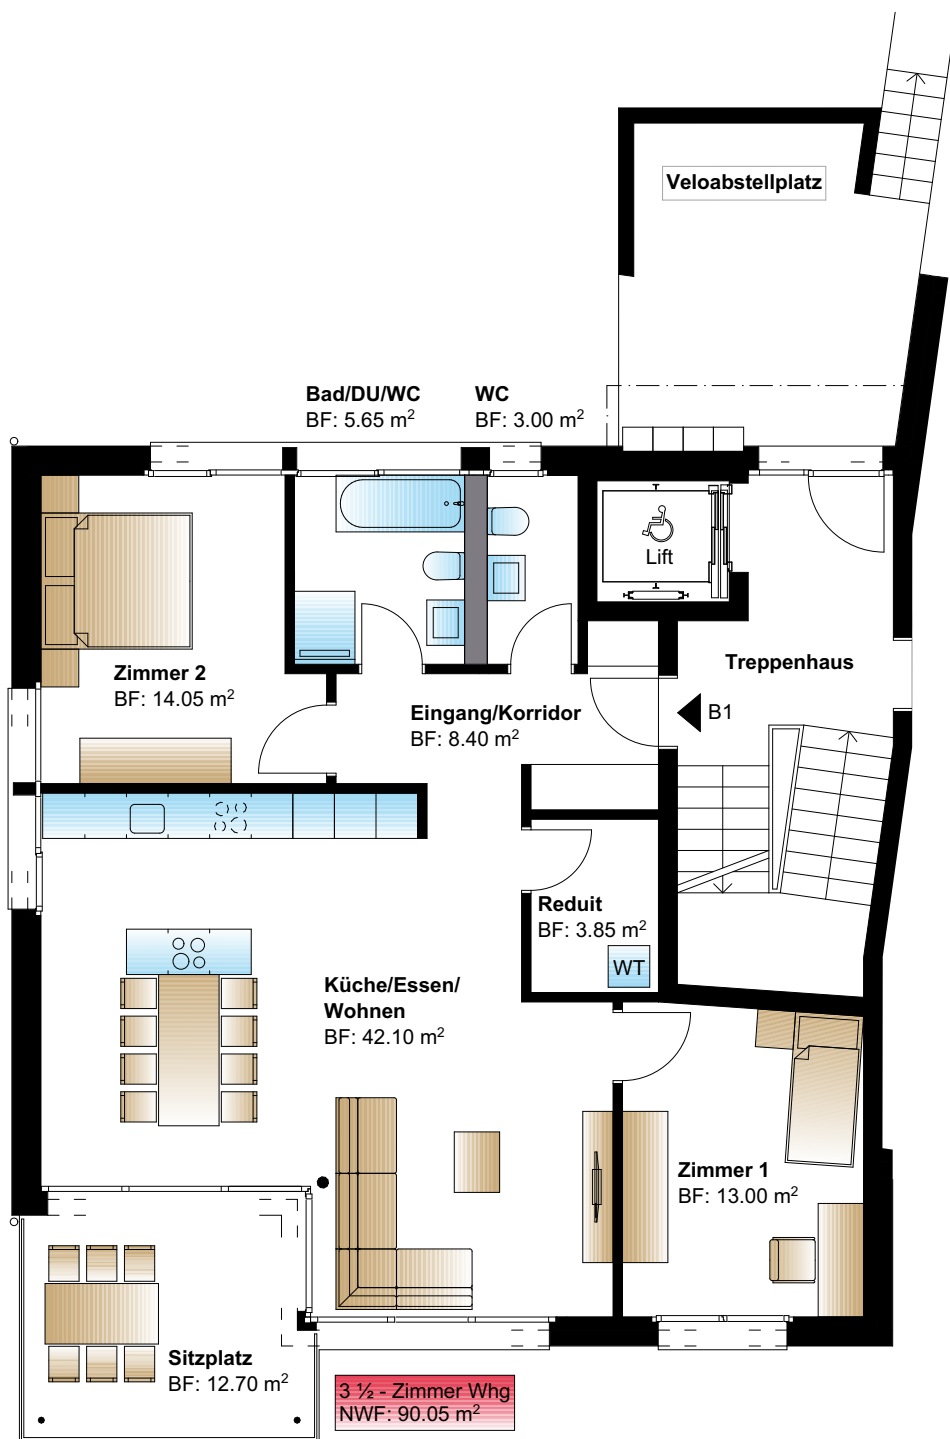 Veloabstellplatz
Bad/DU/WC
BF: 5.65 m²
WC
BF: 3.00 m²
Lift
Zimmer 2
BF: 14.05 m²
Treppenhaus
Eingang/Korridor
BF: 8.40 m²
B1
Reduit
BF: 3.85 m²
WT
Küche/Essen/
Wohnen
BF: 42.10 m²
Zimmer 1
BF: 13.00 m²
Sitzplatz
BF: 12.70 m²
3 ½ - Zimmer Whg
NWF: 90.05 m²